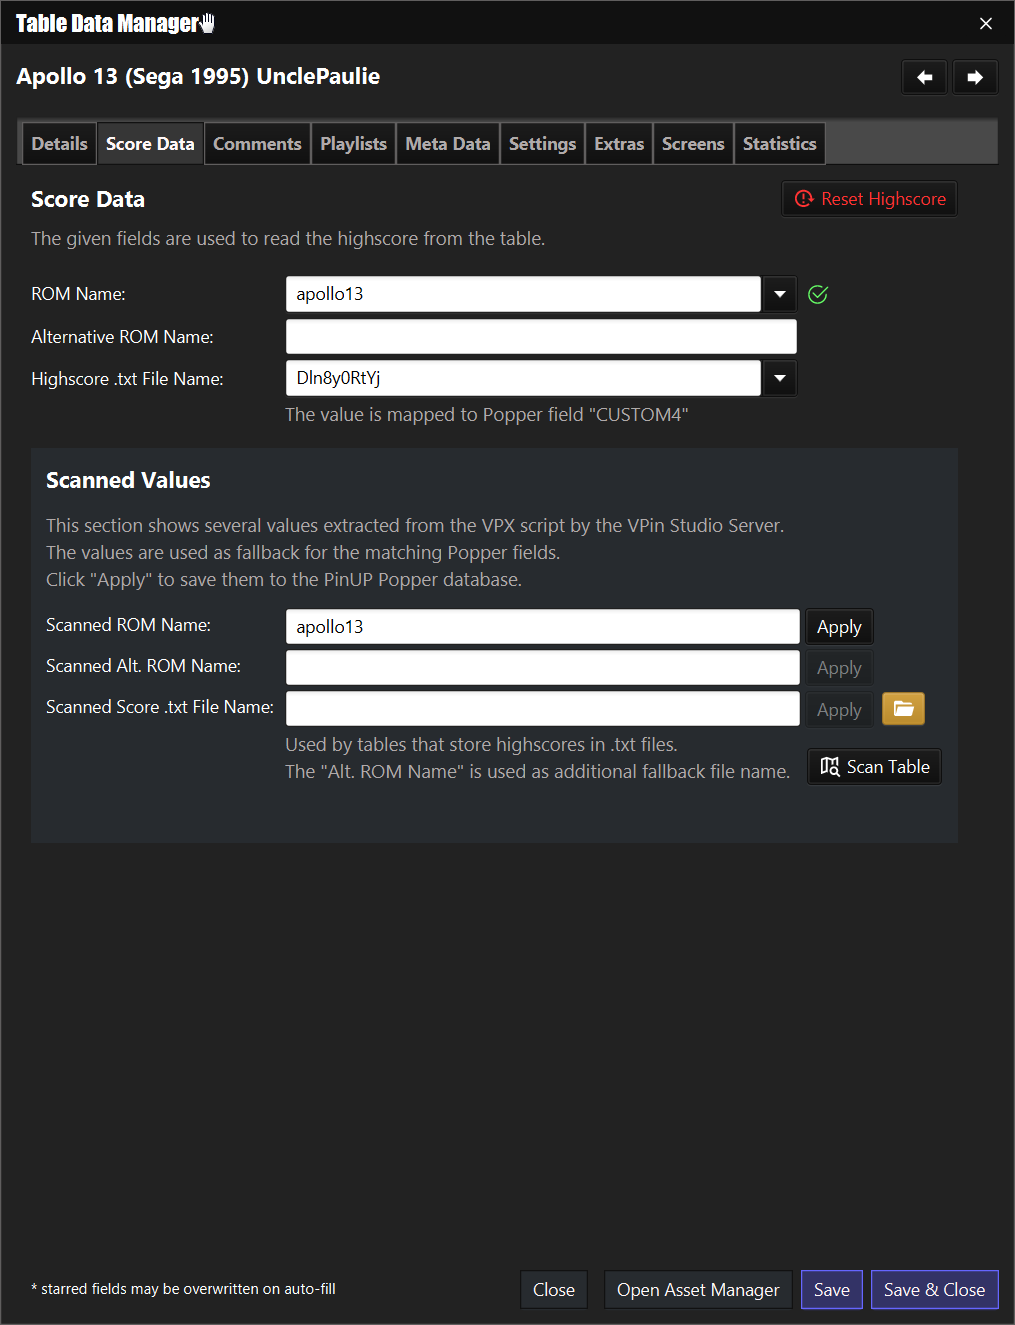 Table Data Manager
Apollo 13 (Sega 1995) UnclePaulie
Details Score Data Comments Playlists Meta Data Settings Extras Screens Statistics
Score Data
Reset Highscore
The given fields are used to read the highscore from the table.
ROM Name:
apollo13
Alternative ROM Name:
Highscore .txt File Name:
Dln8y0RtYj
The value is mapped to Popper field "CUSTOM4"
Scanned Values
This section shows several values extracted from the VPX script by the VPin Studio Server.
The values are used as fallback for the matching Popper fields.
Click "Apply" to save them to the PinUP Popper database.
Scanned ROM Name:
apollo13
Apply
Scanned Alt. ROM Name:
Apply
Scanned Score .txt File Name:
Apply
Used by tables that store highscores in .txt files.
The "Alt. ROM Name" is used as additional fallback file name.
Scan Table
* starred fields may be overwritten on auto-fill
Close
Open Asset Manager
Save
Save & Close